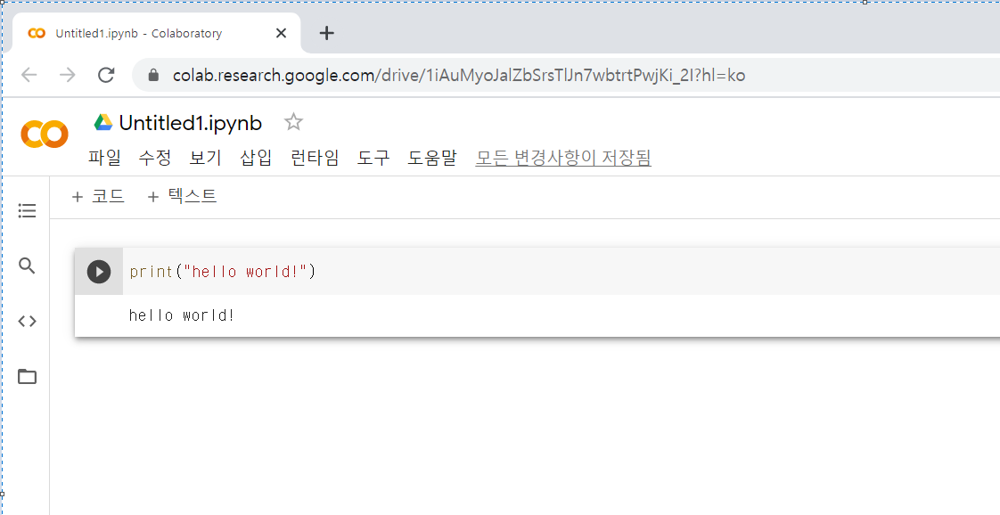 Untitled1.ipynb - Colaboratory
colab.research.google.com/drive/1iAuMyoJalZbSrsTlJn7wbtrtPwjKi_2I?hl=ko
Untitled1.ipynb
파일 수정 보기 삽입 런타임 도구 도움말 모든 변경사항이 저장됨
+ 코드 + 텍스트
print("hello world!")
hello world!